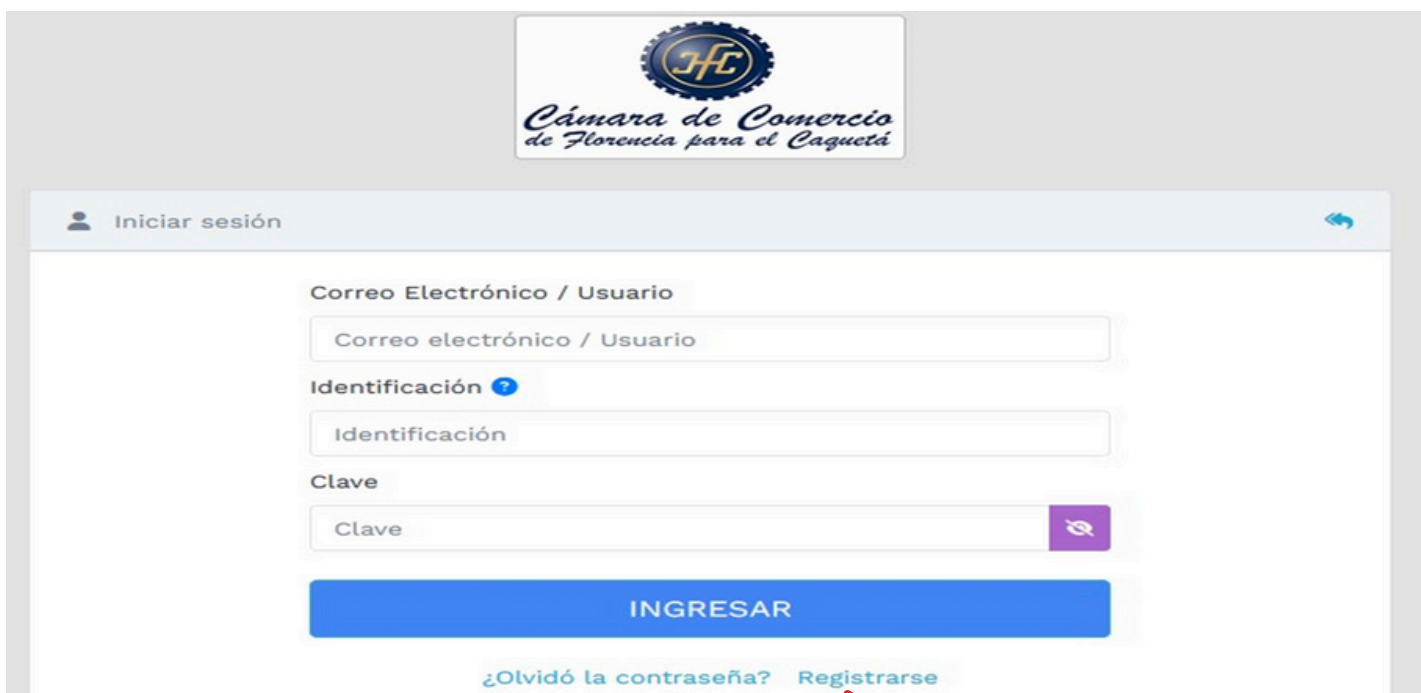 JFC
Cámara de Comercio
de Florencia para el Caquetá
Iniciar sesión
Correo Electrónico / Usuario
Correo electrónico / Usuario
Identificación ?
Identificación
Clave
Clave
INGRESAR
¿Olvidó la contraseña? Registrarse